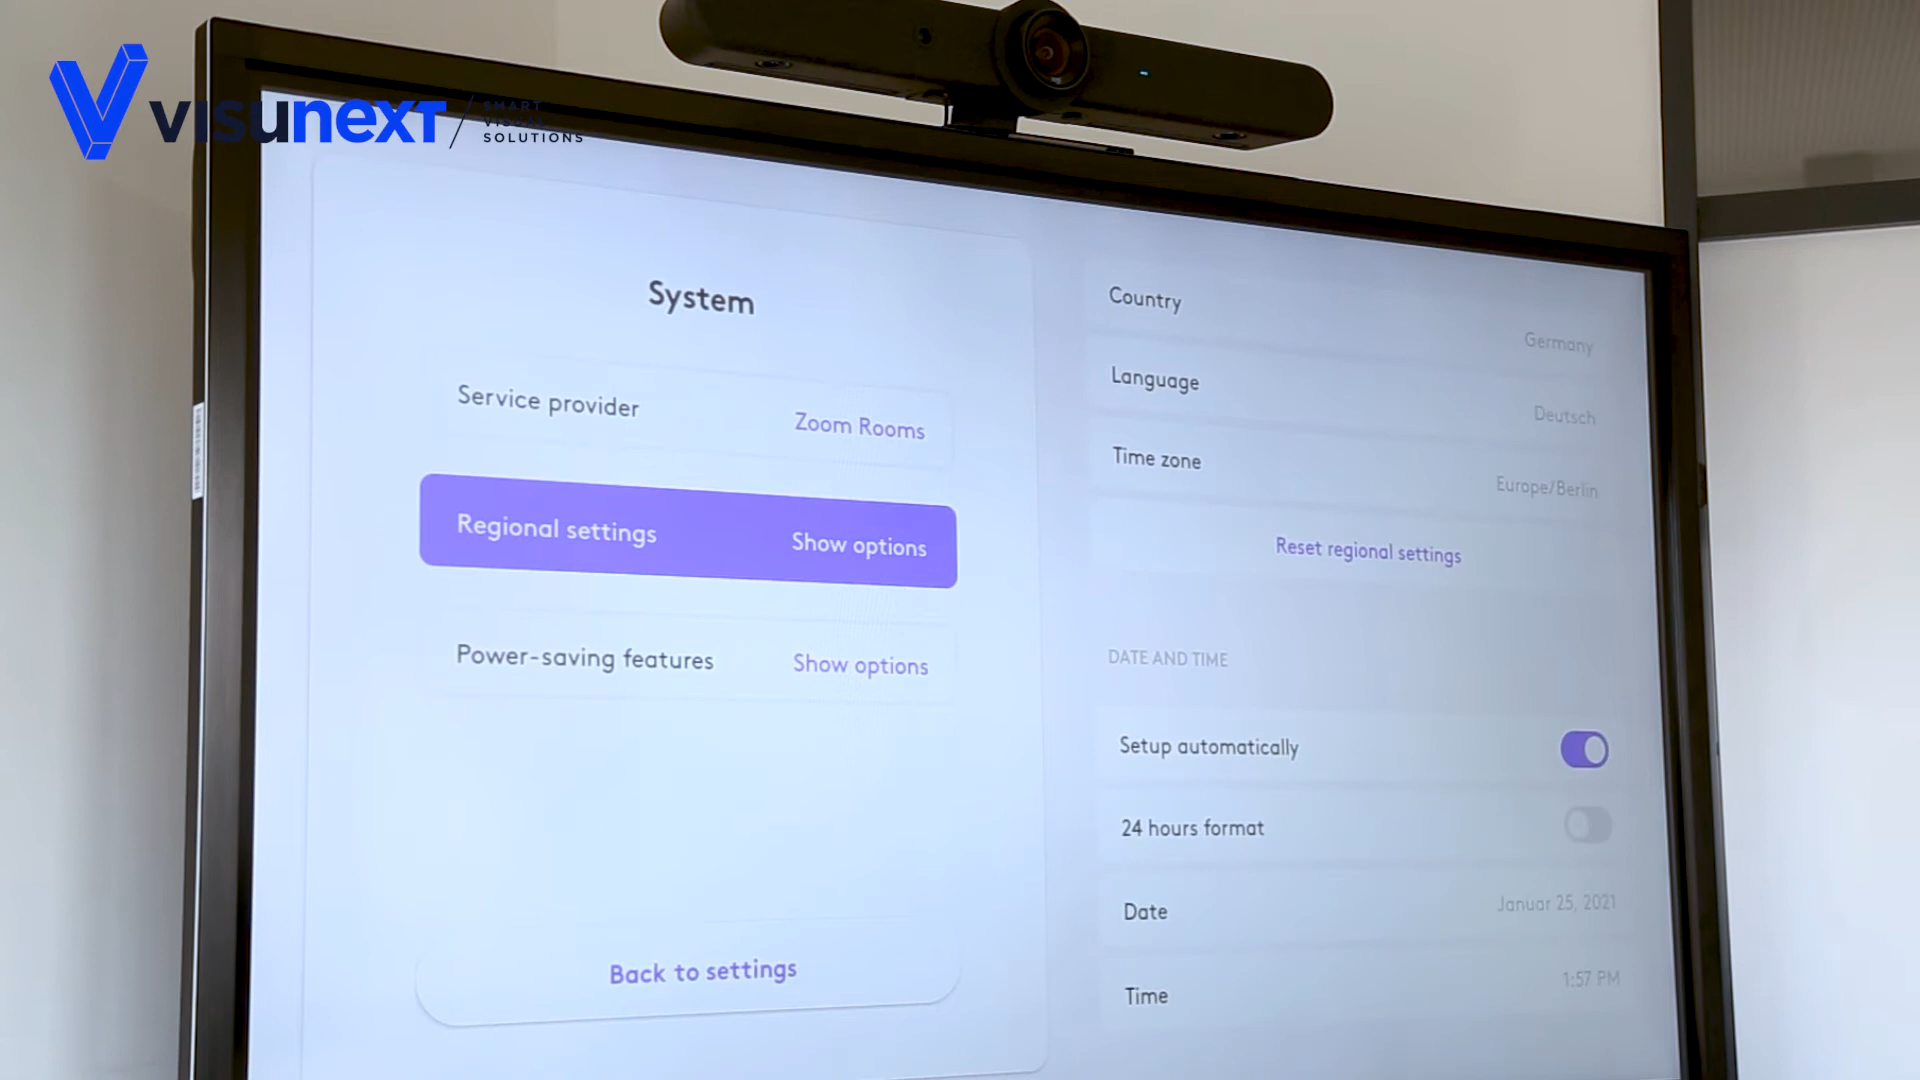 visunext
SMART
VISUAL
SOLUTIONS
System
Service provider
Zoom Rooms
Regional settings
Show options
Power-saving features
Show options
Back to settings
Country
Germany
Language
Deutsch
Time zone
Europe/Berlin
Reset regional settings
DATE AND TIME
Setup automatically
24 hours format
Date
Januar 25, 2021
Time
1:57 PM